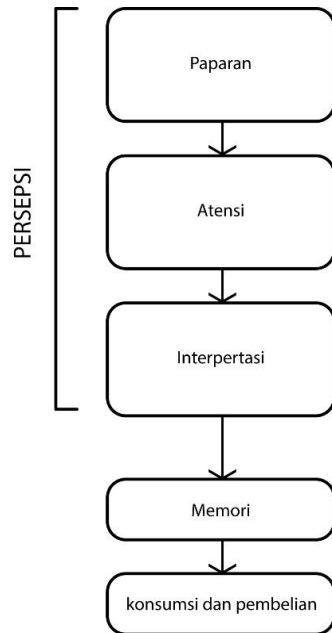 PERSEPSI
Paparan
Atensi
Interpertasi
Memori
konsumsi dan pembelian